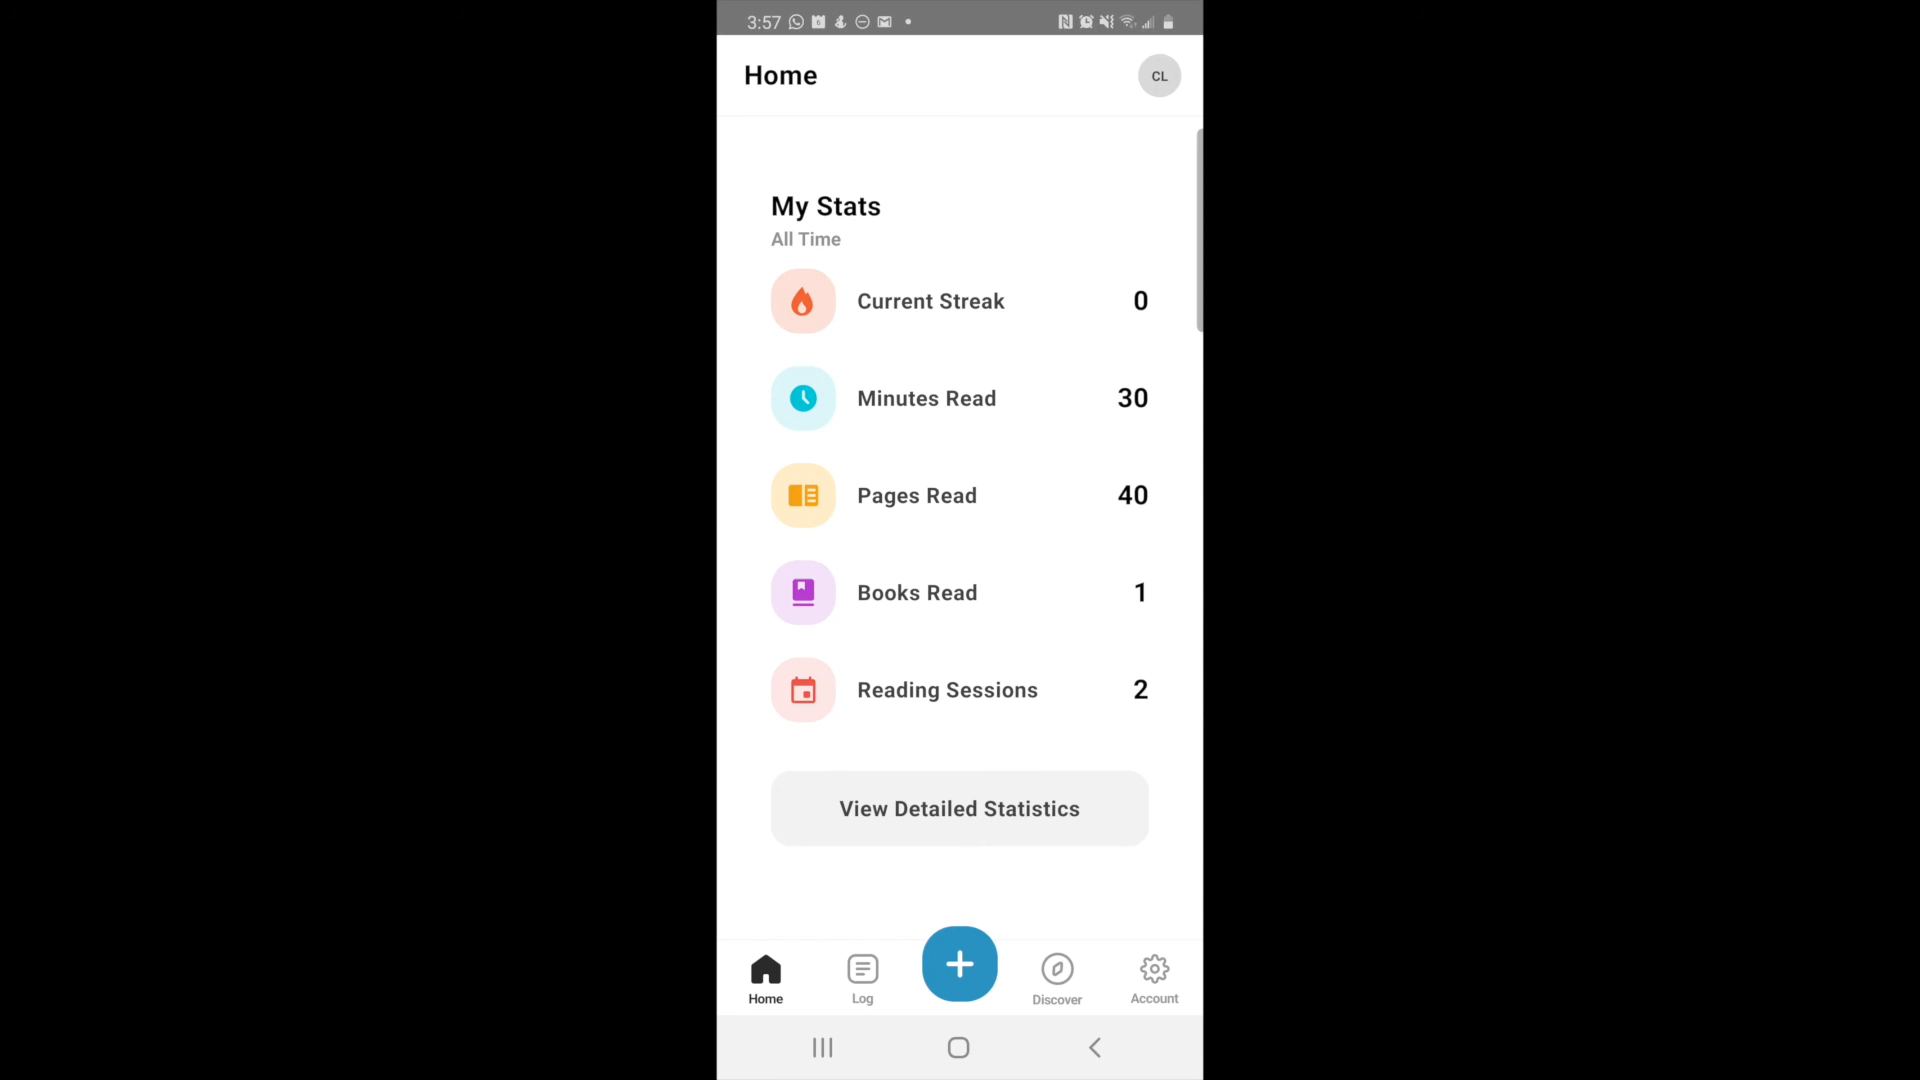 3:57
Home
CL
My Stats
All Time
Current Streak 0
Minutes Read 30
Pages Read 40
Books Read 1
Reading Sessions 2
View Detailed Statistics
Home Log Discover Account